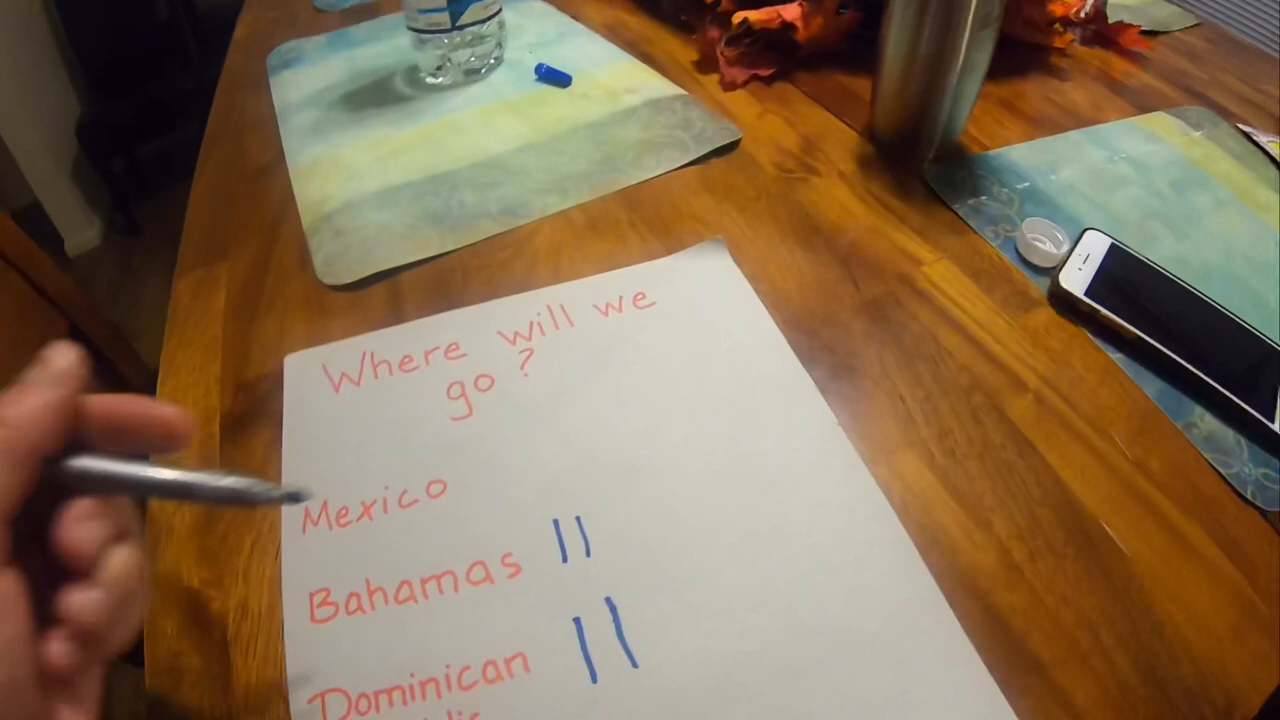 Where will we
go?
Mexico
Bahamas ||
Dominican ||